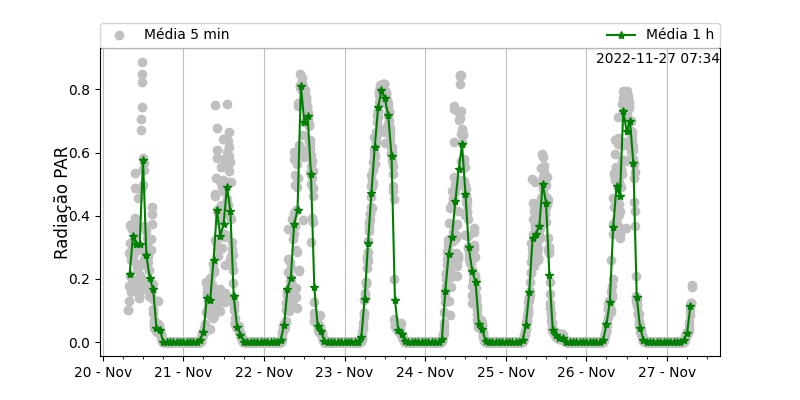 Média 5 min
Média 1 h
2022-11-27 07:34
Radiação PAR
0.8
0.6
0.4
0.2
0.0
20 - Nov
21 - Nov
22 - Nov
23 - Nov
24 - Nov
25 - Nov
26 - Nov
27 - Nov